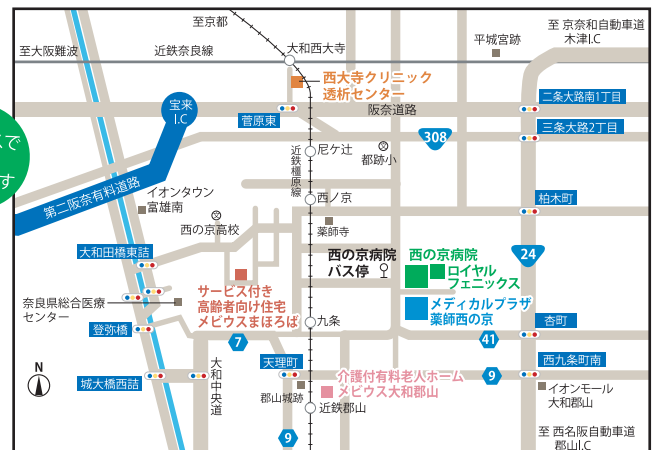 至京都
至 京奈和自動車道
木津I.C
至大阪難波
近鉄奈良線
大和西大寺
平城宮跡
西大寺クリニック
透析センター
宝来
I.C
阪奈道路
二条大路南1丁目
菅原東
三条大路2丁目
308
で
す
尼ケ辻
都跡小
近鉄橿原線
第二阪奈有料道路
イオンタウン
富雄南
西ノ京
柏木町
西の京高校
薬師寺
大和田橋東詰
西の京病院
バス停
西の京病院
ロイヤル
フェニックス
24
サービス付き
高齢者向け住宅
メビウスまほろば
奈良県総合医療
センター
メディカルプラザ
薬師西の京
登弥橋
九条
杏町
7
41
天理町
西九条町南
N
城大橋西詰
大和中央道
郡山城跡
介護付有料老人ホーム
メビウス大和郡山
9
イオンモール
大和郡山
近鉄郡山
9
至 西名阪自動車道
郡山I.C